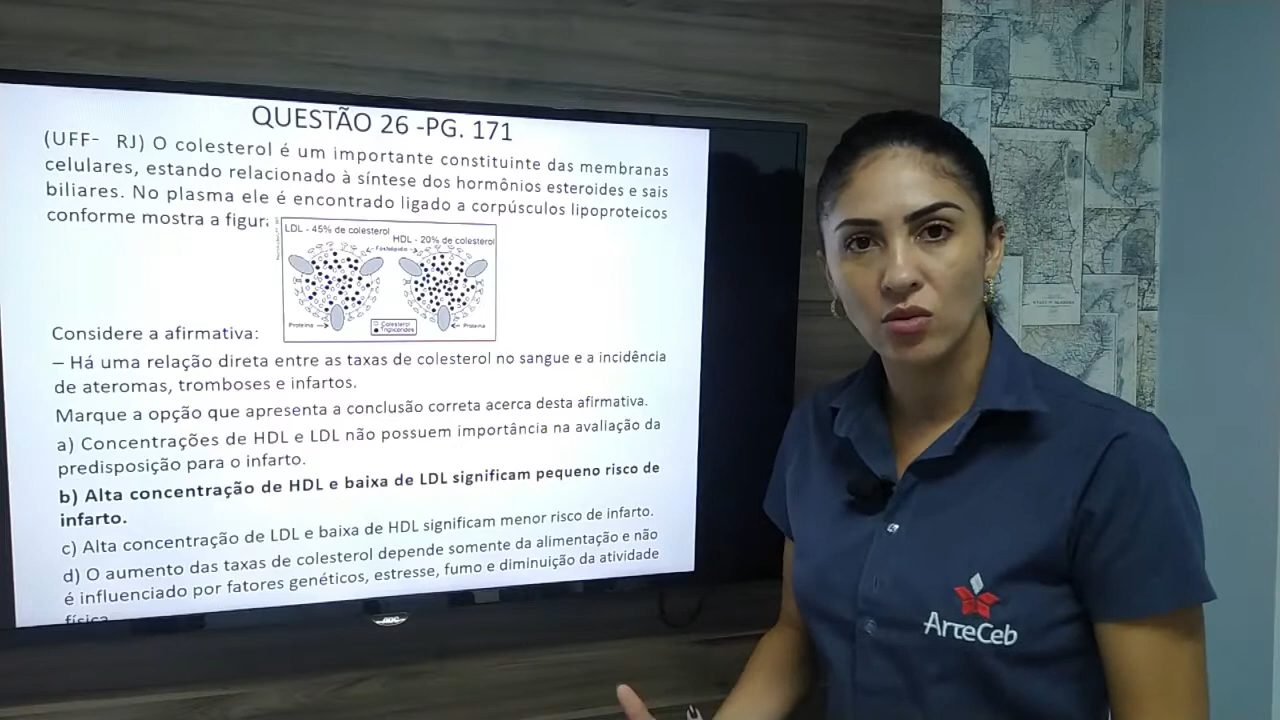 QUESTÃO 26 -PG. 171
(UFF- RJ) O colesterol é um importante constituinte das membranas
celulares, estando relacionado à síntese dos hormônios esteroides e sais
biliares. No plasma ele é encontrado ligado a corpúsculos lipoproteicos
conforme mostra a figur
LDL - 45% de colesterol
HDL - 20% de colesterol
Fosfolípide
Proteína
Colesterol
Triglicérides
Proteína
Considere a afirmativa:
– Há uma relação direta entre as taxas de colesterol no sangue e a incidência
de ateromas, tromboses e infartos.
Marque a opção que apresenta a conclusão correta acerca desta afirmativa.
a) Concentrações de HDL e LDL não possuem importância na avaliação da
predisposição para o infarto.
b) Alta concentração de HDL e baixa de LDL significam pequeno risco de
infarto.
c) Alta concentração de LDL e baixa de HDL significam menor risco de infarto.
d) O aumento das taxas de colesterol depende somente da alimentação e não
é influenciado por fatores genéticos, estresse, fumo e diminuição da atividade
física
AOC
ArteCeb